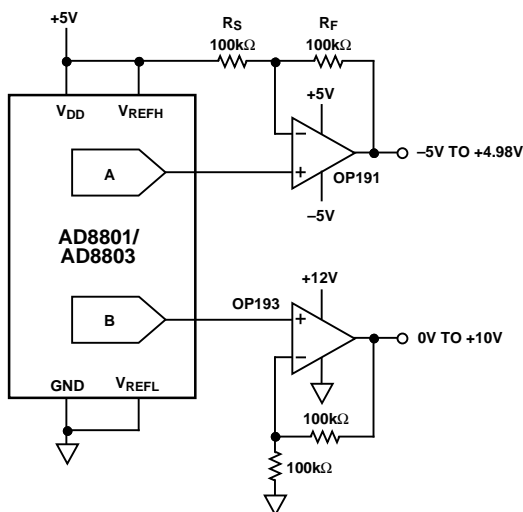 +5V
RS
100kΩ
RF
100kΩ
VDD
VREFH
+5V
−
+
–5V TO +4.98V
OP191
–5V
A
AD8801/
AD8803
B
OP193
+12V
+
−
0V TO +10V
GND
VREFL
100kΩ
100kΩ